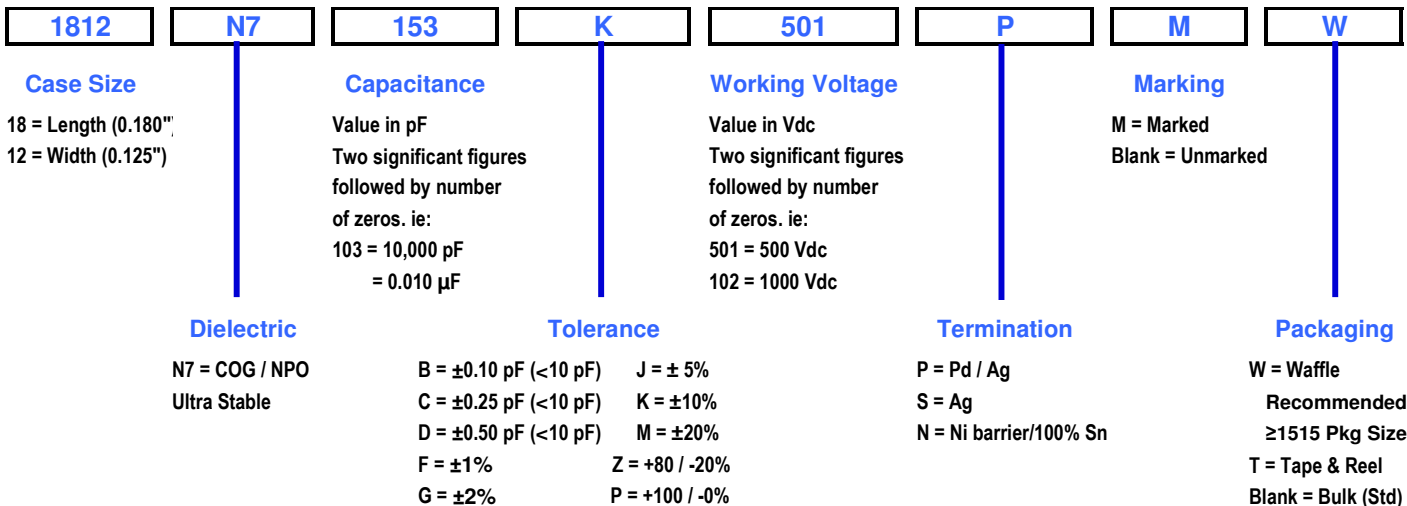 1812 N7 153 K 501 P M W
Case Size
18 = Length (0.180")
12 = Width (0.125")
Capacitance
Value in pF
Two significant figures
followed by number
of zeros. ie:
103 = 10,000 pF
= 0.010 µF
Working Voltage
Value in Vdc
Two significant figures
followed by number
of zeros. ie:
501 = 500 Vdc
102 = 1000 Vdc
Marking
M = Marked
Blank = Unmarked
Dielectric
N7 = COG / NPO
Ultra Stable
Tolerance
B = ±0.10 pF (<10 pF) J = ± 5%
C = ±0.25 pF (<10 pF) K = ±10%
D = ±0.50 pF (<10 pF) M = ±20%
F = ±1% Z = +80 / -20%
G = ±2% P = +100 / -0%
Termination
P = Pd / Ag
S = Ag
N = Ni barrier/100% Sn
Packaging
W = Waffle
Recommended
≥1515 Pkg Size
T = Tape & Reel
Blank = Bulk (Std)